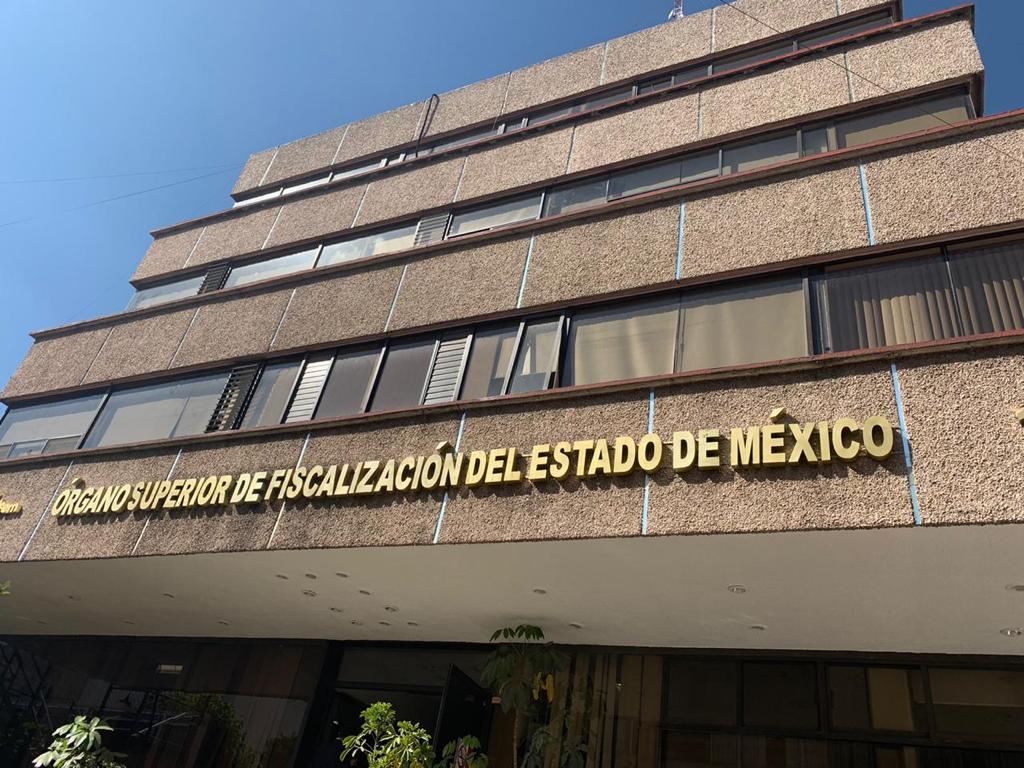 ÓRGANO SUPERIOR DE FISCALIZACIÓN DEL ESTADO DE MÉXICO